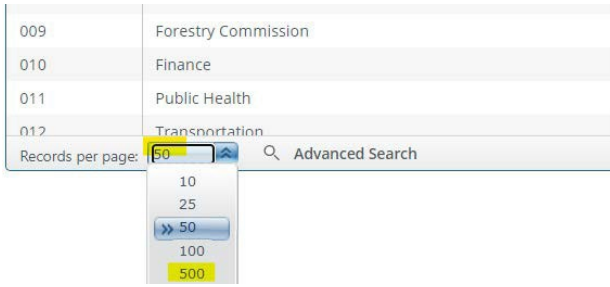 009 Forestry Commission
010 Finance
011 Public Health
012 Transportation
Records per page: 50 Advanced Search
10
25
50
100
500